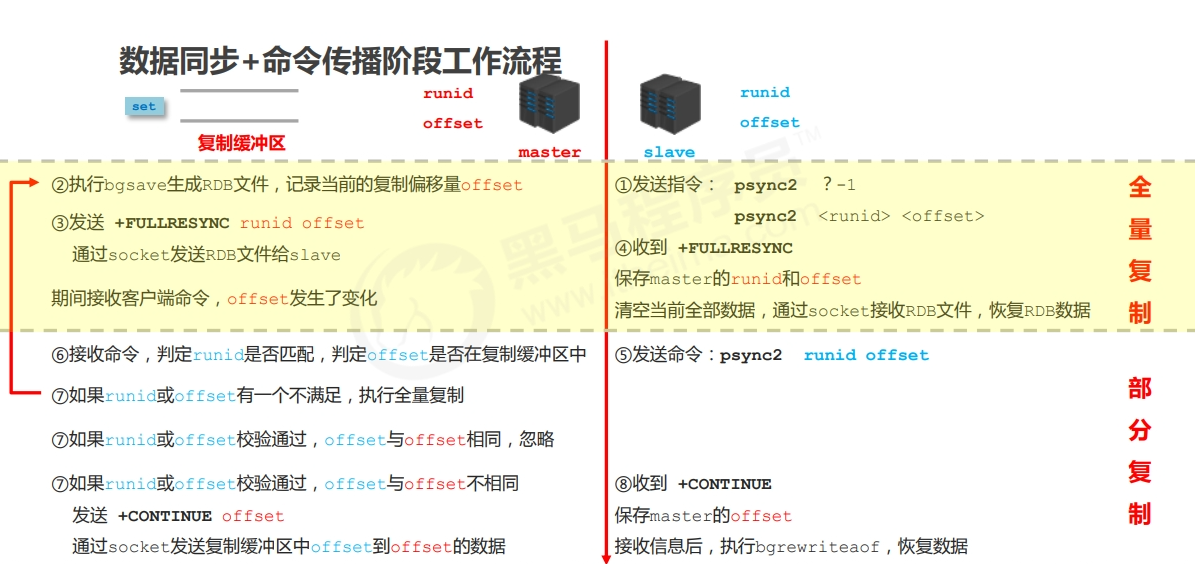 数据同步+命令传播阶段工作流程
set
复制缓冲区
runid
offset
master
runid
offset
slave
②执行bgsave生成RDB文件，记录当前的复制偏移量offset
③发送 +FULLRESYNC runid offset
通过socket发送RDB文件给slave
期间接收客户端命令，offset发生了变化
①发送指令： psync2 ？-1
psync2 <runid> <offset>
④收到 +FULLRESYNC
保存master的runid和offset
清空当前全部数据，通过socket接收RDB文件，恢复RDB数据
全量复制
⑥接收命令，判定runid是否匹配，判定offset是否在复制缓冲区中
⑦如果runid或offset有一个不满足，执行全量复制
⑦如果runid或offset校验通过，offset与offset相同，忽略
⑦如果runid或offset校验通过，offset与offset不相同
发送 +CONTINUE offset
通过socket发送复制缓冲区中offset到offset的数据
⑤发送命令：psync2 runid offset
⑧收到 +CONTINUE
保存master的offset
接收信息后，执行bgrewriteaof，恢复数据
部分复制
黑马程序员TM